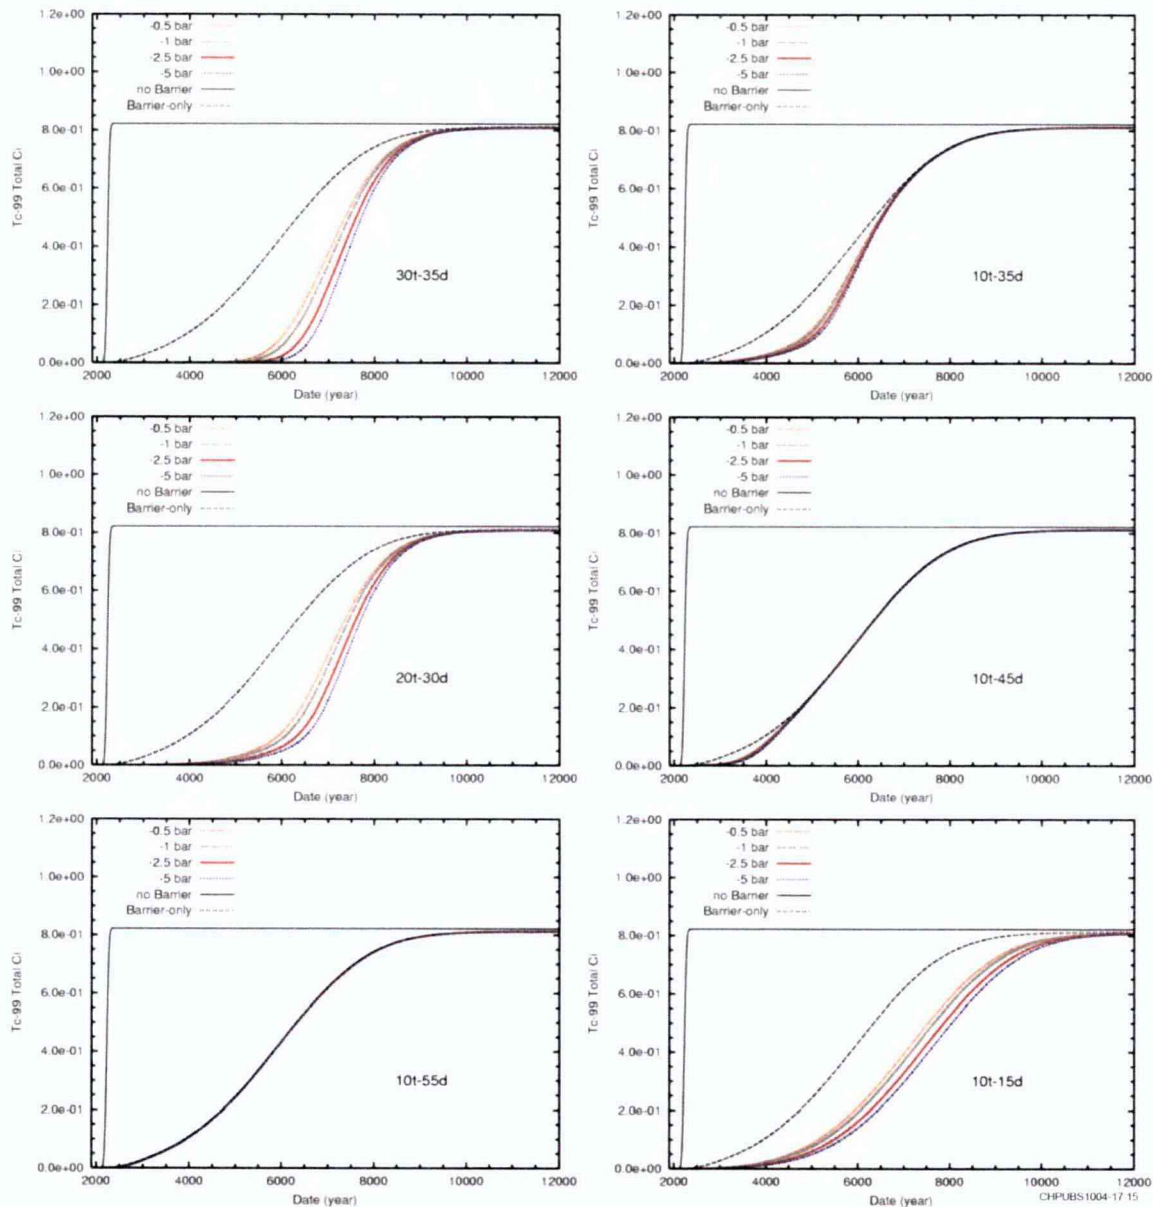 -0.5 bar
-1 bar
-2.5 bar
-5 bar
no Barrier
Barrier-only
1.2e+00
1.0e+00
8.0e-01
6.0e-01
4.0e-01
2.0e-01
0.0e+00
Tc-99 Total Ci
30t-35d
2000 4000 6000 8000 10000 12000
Date (year)
-0.5 bar
-1 bar
-2.5 bar
-5 bar
no Barrier
Barrier-only
1.2e+00
1.0e+00
8.0e-01
6.0e-01
4.0e-01
2.0e-01
0.0e+00
Tc-99 Total Ci
10t-35d
2000 4000 6000 8000 10000 12000
Date (year)
-0.5 bar
-1 bar
-2.5 bar
-5 bar
no Barrier
Barrier-only
1.2e+00
1.0e+00
8.0e-01
6.0e-01
4.0e-01
2.0e-01
0.0e+00
Tc-99 Total Ci
20t-30d
2000 4000 6000 8000 10000 12000
Date (year)
-0.5 bar
-1 bar
-2.5 bar
-5 bar
no Barrier
Barrier-only
1.2e+00
1.0e+00
8.0e-01
6.0e-01
4.0e-01
2.0e-01
0.0e+00
Tc-99 Total Ci
10t-45d
2000 4000 6000 8000 10000 12000
Date (year)
-0.5 bar
-1 bar
-2.5 bar
-5 bar
no Barrier
Barrier-only
1.2e+00
1.0e+00
8.0e-01
6.0e-01
4.0e-01
2.0e-01
0.0e+00
Tc-99 Total Ci
10t-55d
2000 4000 6000 8000 10000 12000
Date (year)
-0.5 bar
-1 bar
-2.5 bar
-5 bar
no Barrier
Barrier-only
1.2e+00
1.0e+00
8.0e-01
6.0e-01
4.0e-01
2.0e-01
0.0e+00
Tc-99 Total Ci
10t-15d
2000 4000 6000 8000 10000 12000
Date (year)
CHPUBS1004-17.15